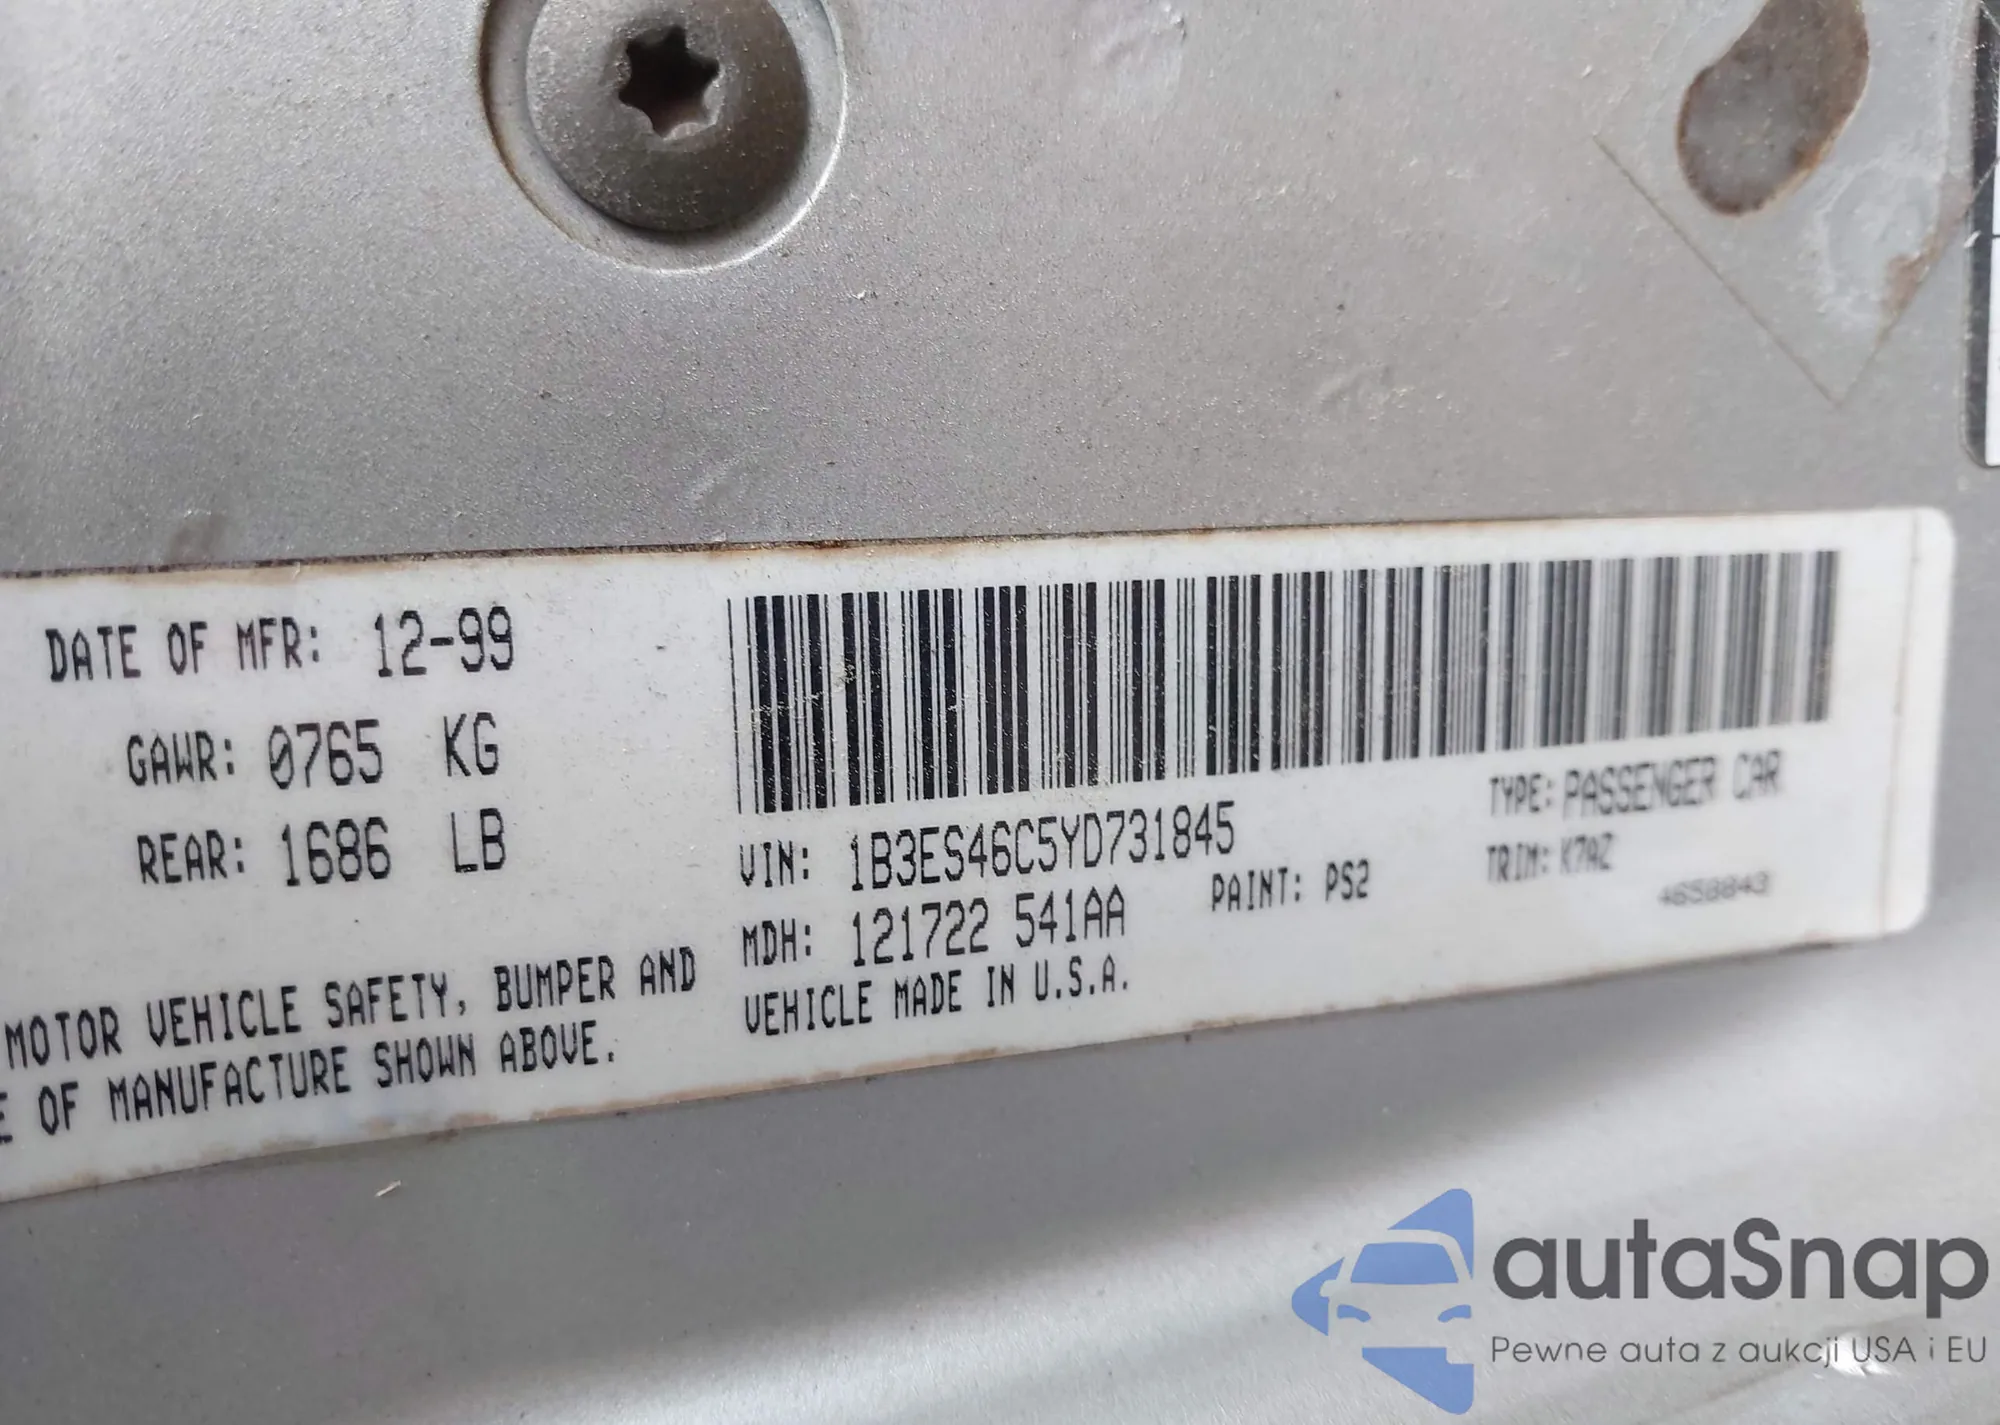 DATE OF MFR: 12-99
GAWR: 0765 KG
REAR: 1686 LB
MOTOR VEHICLE SAFETY, BUMPER AND
E OF MANUFACTURE SHOWN ABOVE.
VIN: 1B3ES46C5YD731845
MDH: 121722 541AA
PAINT: PS2
VEHICLE MADE IN U.S.A.
TYPE: PASSENGER CAR
TRIM: K7AZ
autaSnap
Pewne auta z aukcji USA i EU